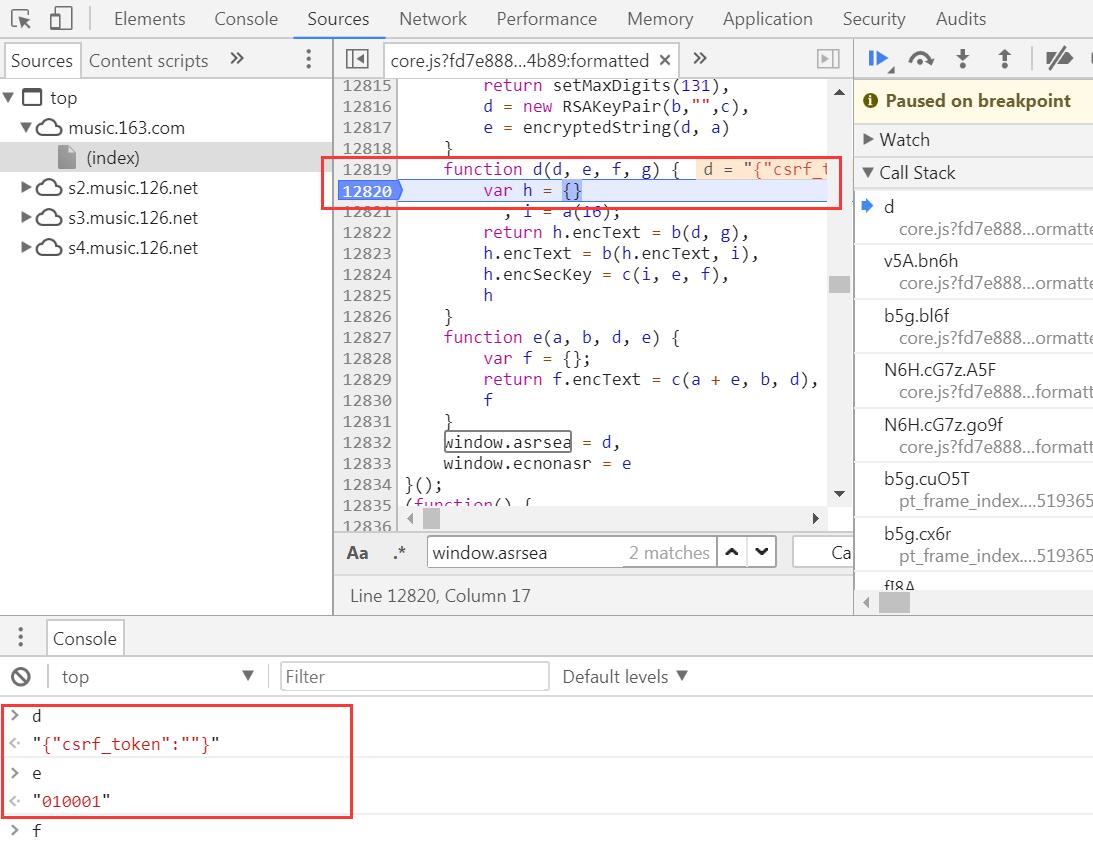 Elements Console Sources Network Performance Memory Application Security Audits
Sources Content scripts »
top
music.163.com
(index)
s2.music.126.net
s3.music.126.net
s4.music.126.net
core.js?fd7e888...4b89:formatted × »
12815 return setMaxDigits(131),
12816 d = new RSAKeyPair(b,"",c),
12817 e = encryptedString(d, a)
12818 }
12819 function d(d, e, f, g) { d = "{"csrf_t
12820 var h = {}
12821 , i = a(16);
12822 return h.encText = b(d, g),
12823 h.encText = b(h.encText, i),
12824 h.encSecKey = c(i, e, f),
12825 h
12826 }
12827 function e(a, b, d, e) {
12828 var f = {};
12829 return f.encText = c(a + e, b, d),
12830 f
12831 }
12832 window.asrsea = d,
12833 window.ecnonasr = e
12834 }();
12835 (function() {
12836
Aa .* window.asrsea 2 matches Ca
Line 12820, Column 17
Paused on breakpoint
Watch
Call Stack
d
core.js?fd7e888...ormatte
v5A.bn6h
core.js?fd7e888...ormatte
b5g.bl6f
core.js?fd7e888...ormatte
N6H.cG7z.A5F
core.js?fd7e888...formatt
N6H.cG7z.go9f
core.js?fd7e888...formatt
b5g.cuO5T
pt_frame_index....519365
b5g.cx6r
pt_frame_index....519365
fI8A
Console
top Filter Default levels
> d
"{"csrf_token":""}"
> e
"010001"
> f